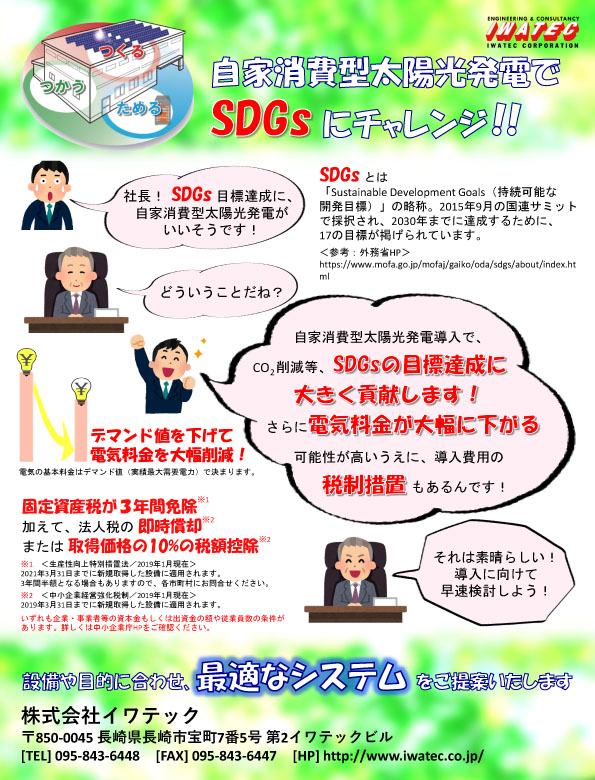 ENGINEERING & CONSULTANCY
IWATEC
IWATEC CORPORATION
つくる
つかう
ためる
自家消費型太陽光発電で
SDGs にチャレンジ!!
社長！ SDGs 目標達成に、
自家消費型太陽光発電が
いいそうです！
SDGs とは
「Sustainable Development Goals（持続可能な
開発目標）」の略称。2015年9月の国連サミット
で採択され、2030年までに達成するために、
17の目標が掲げられています。
＜参考：外務省HP＞
https://www.mofa.go.jp/mofaj/gaiko/oda/sdgs/about/index.ht
ml
どういうことだね？
自家消費型太陽光発電導入で、
CO2削減等、SDGsの目標達成に
大きく貢献します！
さらに電気料金が大幅に下がる
可能性が高いうえに、導入費用の
税制措置 もあるんです！
¥
¥
デマンド値を下げて
電気料金を大幅削減！
電気の基本料金はデマンド値（実績最大需要電力）で決まります。
固定資産税が３年間免除※1
加えて、法人税の 即時償却※2
または 取得価格の10%の税額控除※2
※1　＜生産性向上特別措置法／2019年1月現在＞
2021年3月31日までに新規取得した設備に適用されます。
3年間半額となる場合もありますので、各市町村にお問合せください。
※2　＜中小企業経営強化税制／2019年1月現在＞
2019年3月31日までに新規取得した設備に適用されます。
いずれも企業・事業者等の資本金もしくは出資金の額や従業員数の条件が
あります。詳しくは中小企業庁HPをご確認ください。
それは素晴らしい！
導入に向けて
早速検討しよう！
設備や目的に合わせ、最適なシステム をご提案いたします
株式会社イワテック
〒850-0045 長崎県長崎市宝町7番5号 第2イワテックビル
[TEL] 095-843-6448　[FAX] 095-843-6447　[HP] http://www.iwatec.co.jp/